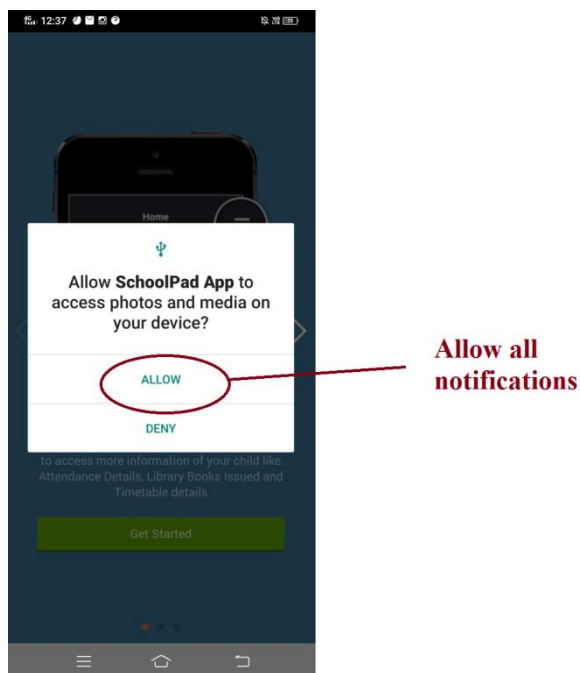 4G 12:37
Home
Allow SchoolPad App to
access photos and media on
your device?
ALLOW
DENY
Allow all
notifications
to access more information of your child like
Attendance Details, Library Books Issued and
Timetable details
Get Started